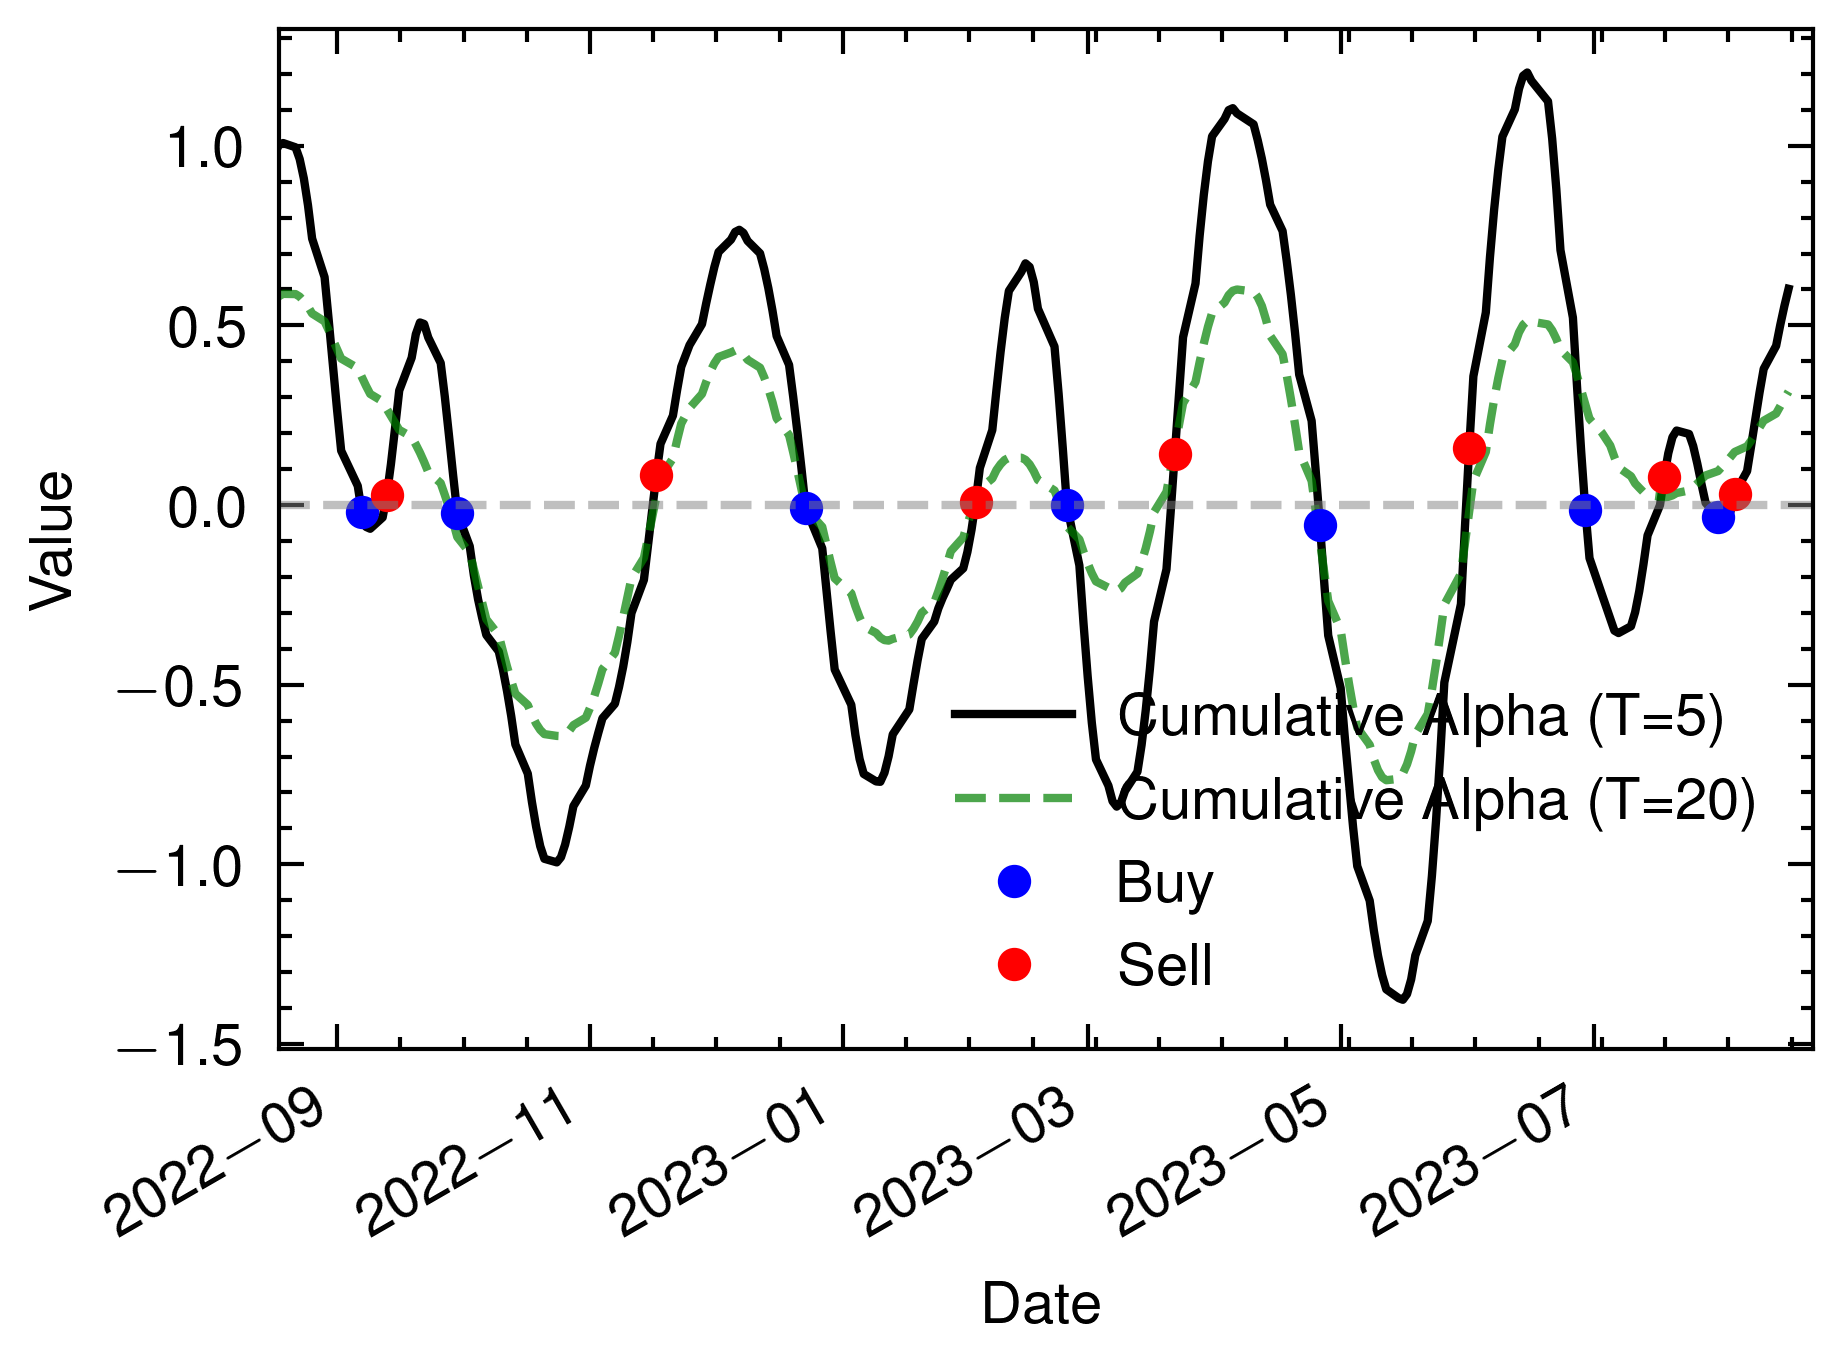 1.0
0.5
0.0
−0.5
−1.0
−1.5
Value
Cumulative Alpha (T=5)
Cumulative Alpha (T=20)
Buy
Sell
2022−09
2022−11
2023−01
2023−03
2023−05
2023−07
Date